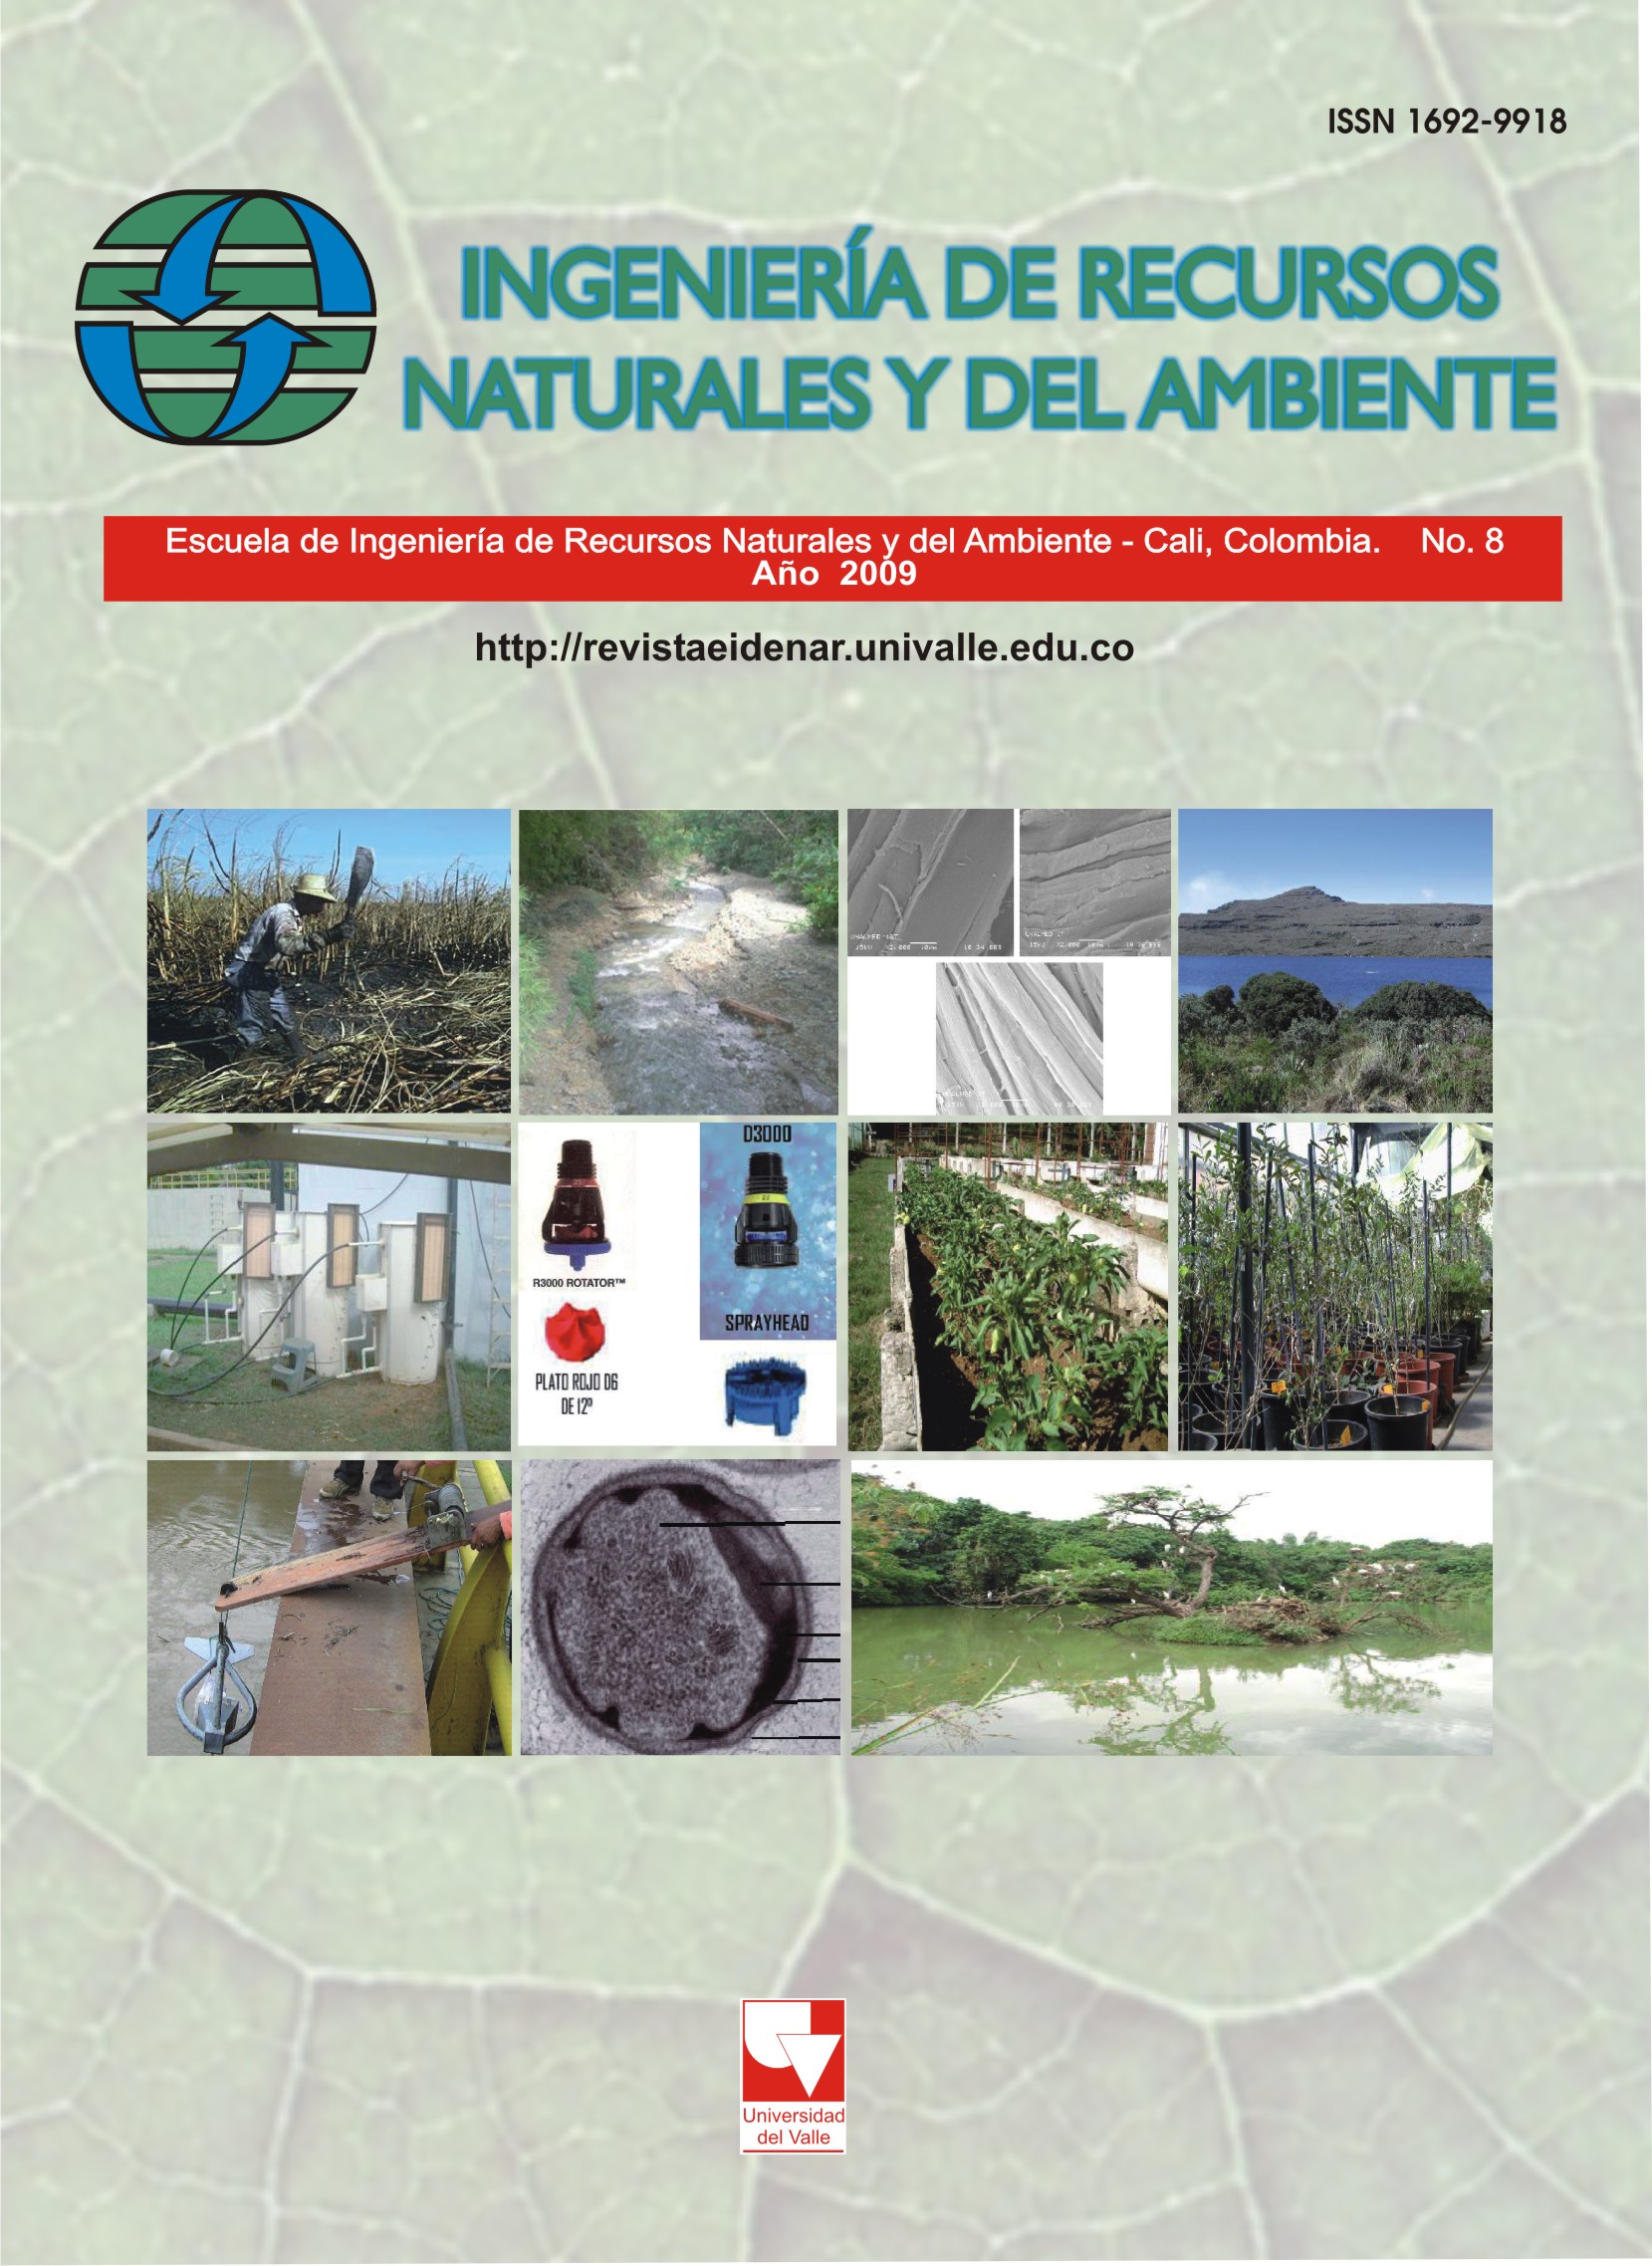 ISSN 1692-9918
INGENIERÍA DE RECURSOS
NATURALES Y DEL AMBIENTE
Escuela de Ingeniería de Recursos Naturales y del Ambiente - Cali, Colombia. No. 8
Año 2009
http://revistaeidenar.univalle.edu.co
D3000
R3000 ROTATOR™
SPRAYHEAD
PLATO ROJO D6
DE 12º
Universidad
del Valle